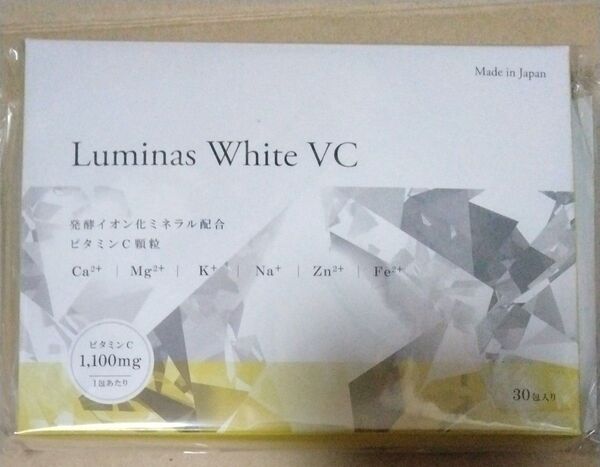 Made in Japan
Luminas White VC
発酵イオン化ミネラル配合
ビタミンC顆粒
Ca2+ | Mg2+ | K+ | Na+ | Zn2+ | Fe2+
ビタミンC
1,100mg
1包あたり
30包入り